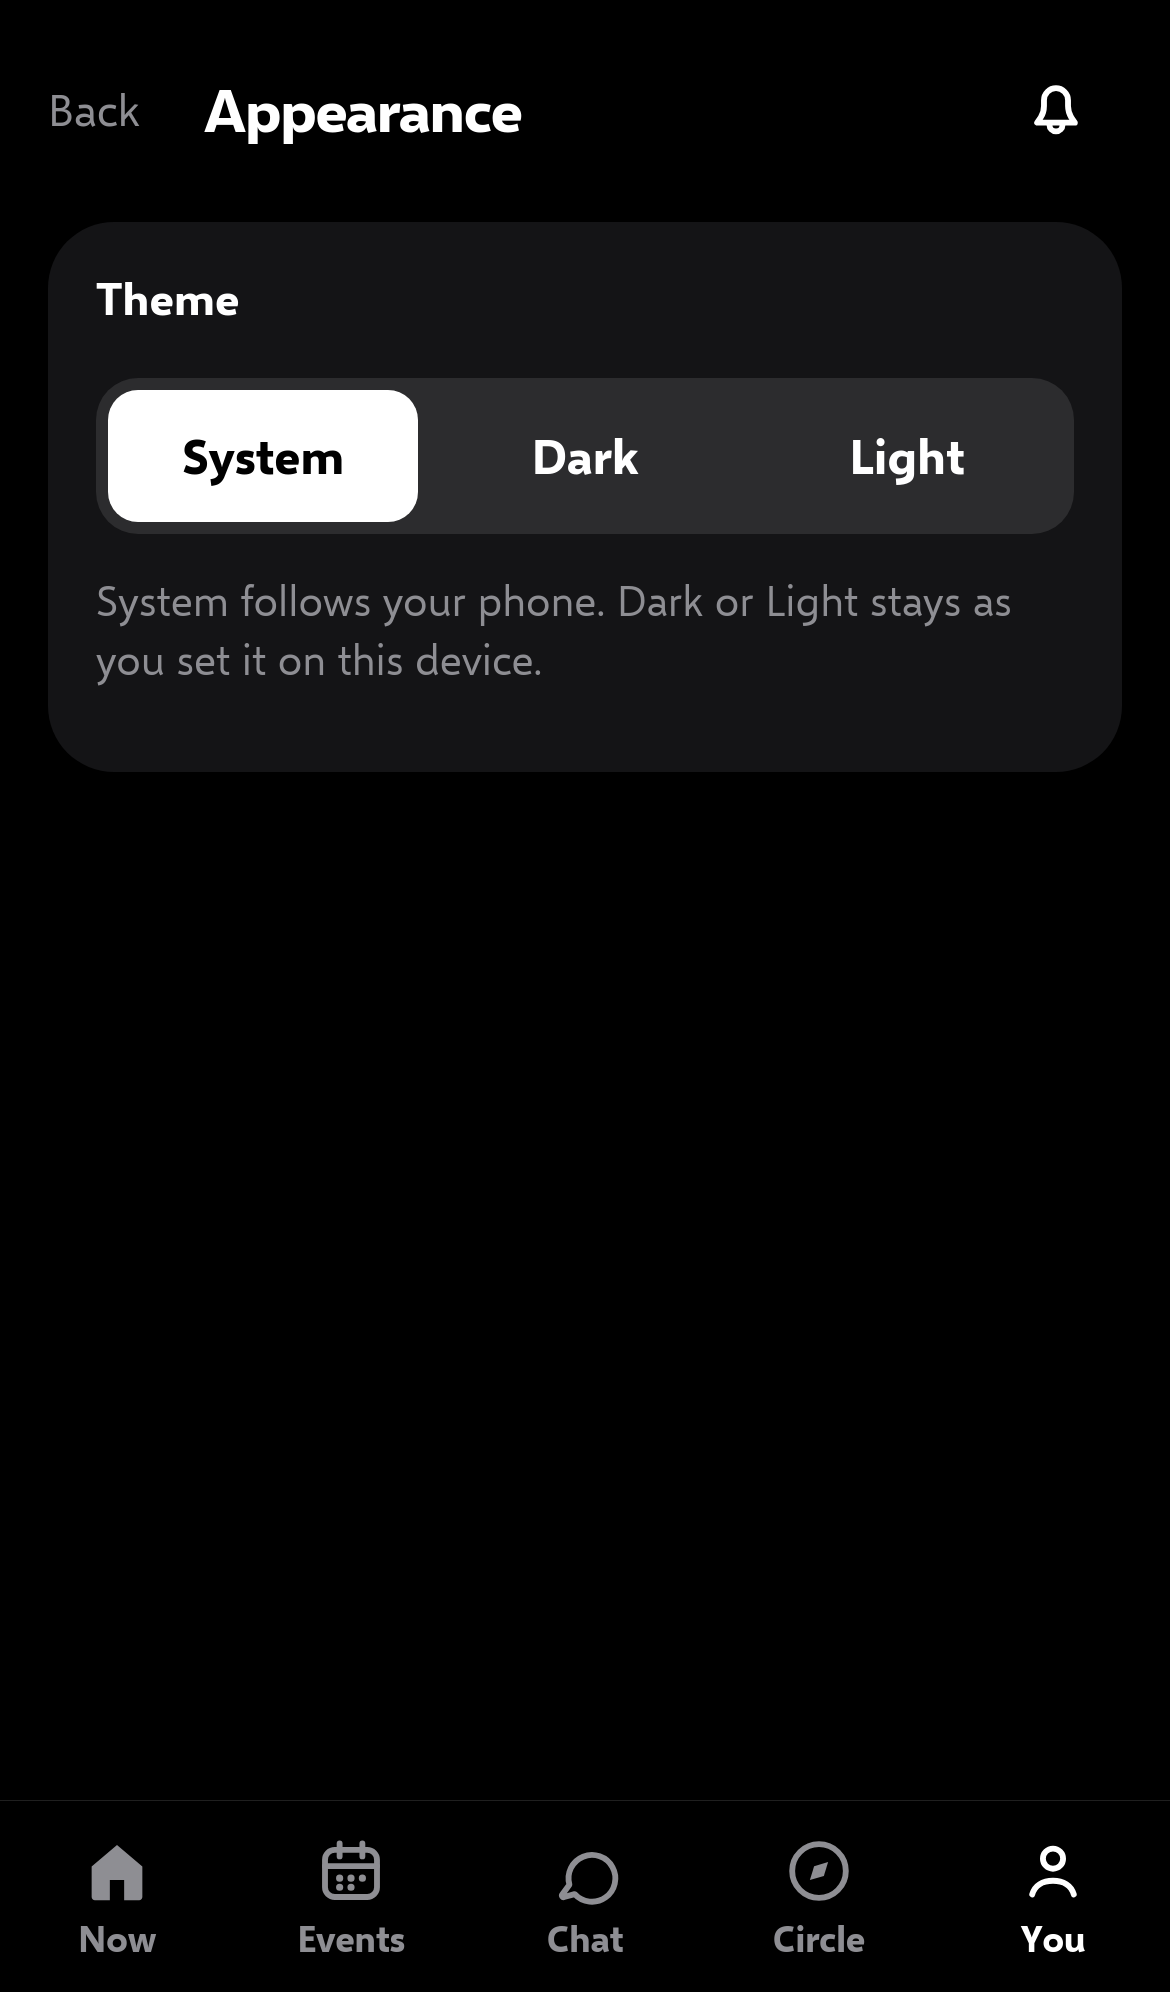 Back
Appearance
Theme
System
Dark
Light
System follows your phone. Dark or Light stays as
you set it on this device.
Now
Events
Chat
Circle
You